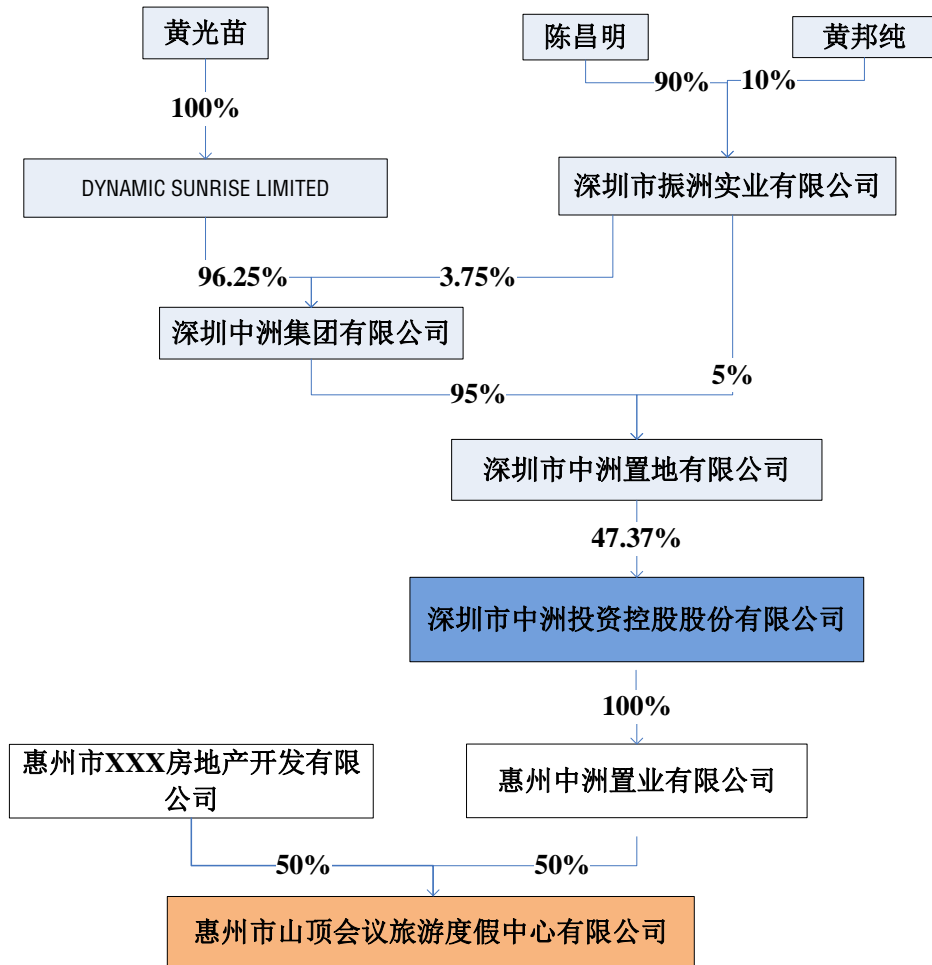 黄光苗
陈昌明
黄邦纯
90%
10%
100%
DYNAMIC SUNRISE LIMITED
深圳市振洲实业有限公司
96.25%
3.75%
深圳中洲集团有限公司
5%
95%
深圳市中洲置地有限公司
47.37%
深圳市中洲投资控股股份有限公司
100%
惠州市XXX房地产开发有限
公司
惠州中洲置业有限公司
50%
50%
惠州市山顶会议旅游度假中心有限公司